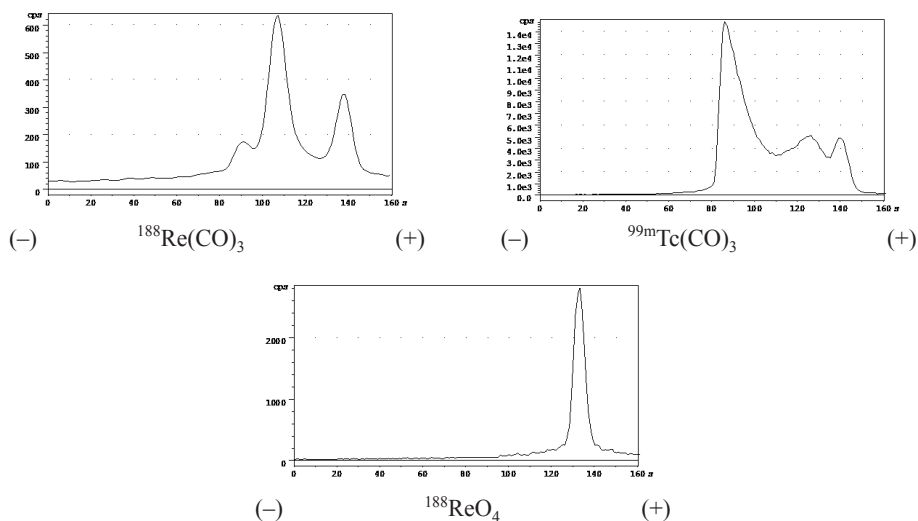 cps
600
500
400
300
200
100
0
0 20 40 60 80 100 120 140 160 s
(–) ¹⁸⁸Re(CO)₃ (+)
cps
1.4e4
1.3e4
1.2e4
1.1e4
1.0e4
9.0e3
8.0e3
7.0e3
6.0e3
5.0e3
4.0e3
3.0e3
2.0e3
1.0e3
0.0
0 20 40 60 80 100 120 140 160 s
(–) ⁹⁹ᵐTc(CO)₃ (+)
cps
2000
1000
0
0 20 40 60 80 100 120 140 160 s
(–) ¹⁸⁸ReO₄ (+)